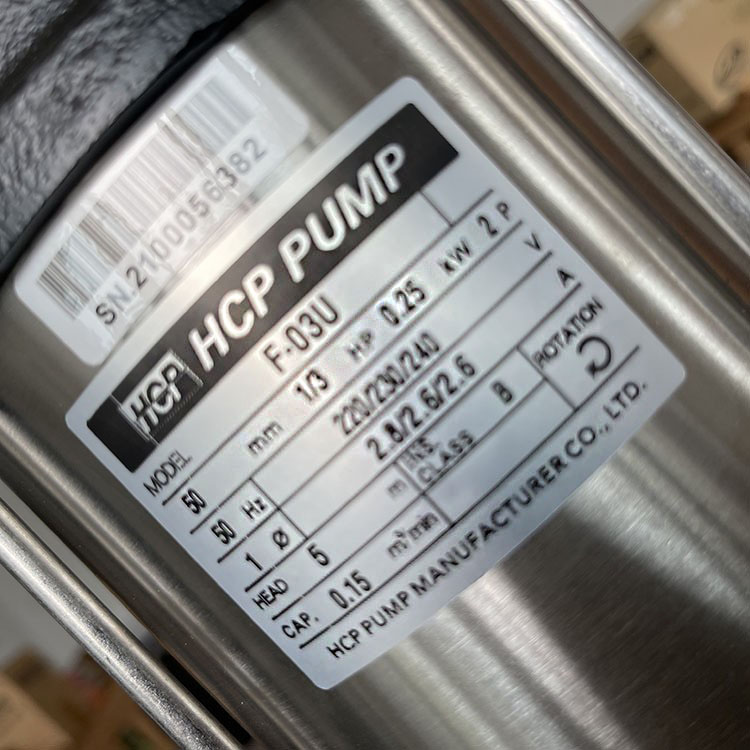 SN.2100056382
HCP HCP PUMP
MODEL F-03U
50 mm 1/3 HP 0.25 kW 2 P
50 Hz 220/230/240 V
1 Ø 2.8/2.6/2.6 A
HEAD 5 m INS. CLASS B ROTATION
CAP. 0.15 m³/min
HCP PUMP MANUFACTURER CO., LTD.